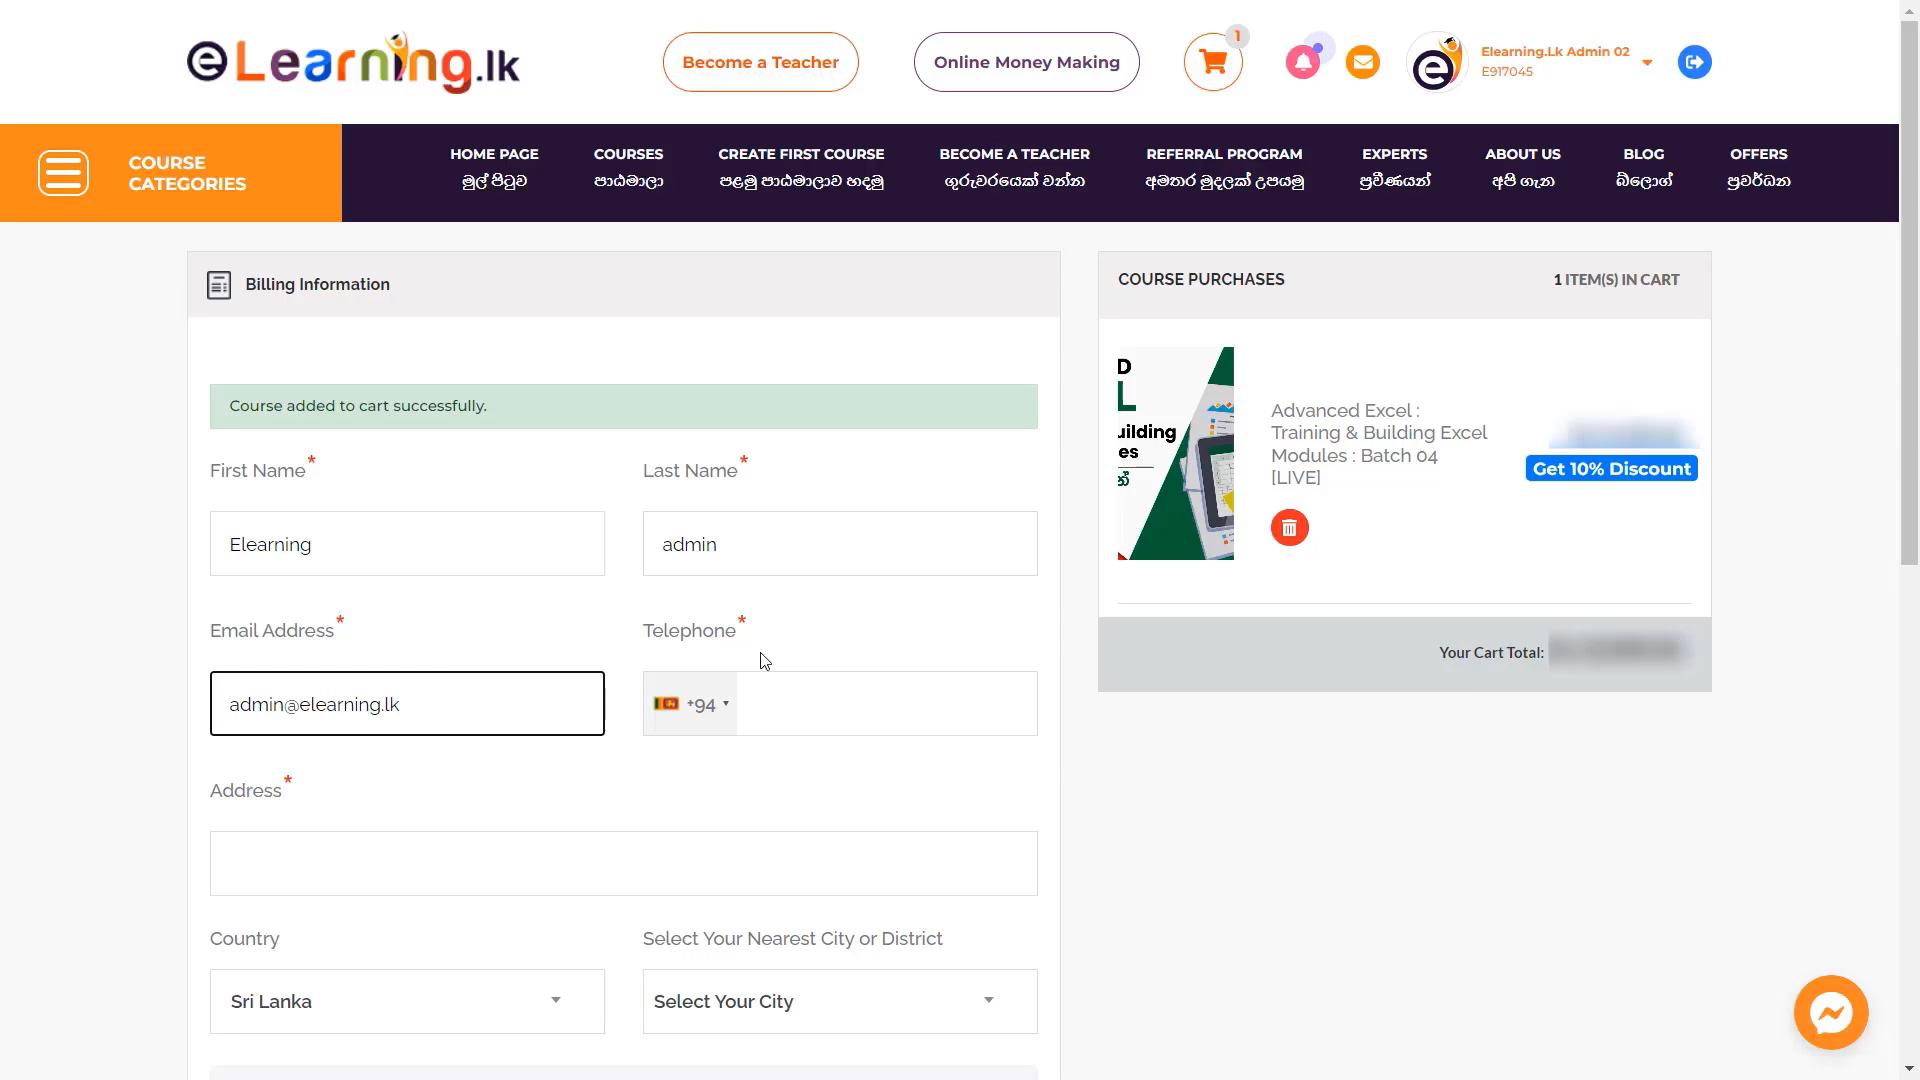 eLearning.lk
Become a Teacher
Online Money Making
1
Elearning.Lk Admin 02
E917045
COURSE
CATEGORIES
HOME PAGE
මුල් පිටුව
COURSES
පාඨමාලා
CREATE FIRST COURSE
පළමු පාඨමාලාව හදමු
BECOME A TEACHER
ගුරුවරයෙක් වන්න
REFERRAL PROGRAM
අමතර මුදලක් උපයමු
EXPERTS
ප්‍රවීණයන්
ABOUT US
අපි ගැන
BLOG
බ්ලොග්
OFFERS
ප්‍රවර්ධන
Billing Information
Course added to cart successfully.
First Name*
Last Name*
Elearning
admin
Email Address*
Telephone*
admin@elearning.lk
+94
Address*
Country
Select Your Nearest City or District
Sri Lanka
Select Your City
COURSE PURCHASES
1 ITEM(S) IN CART
D
L
uilding
es
Advanced Excel :
Training & Building Excel
Modules : Batch 04
[LIVE]
Get 10% Discount
Your Cart Total: